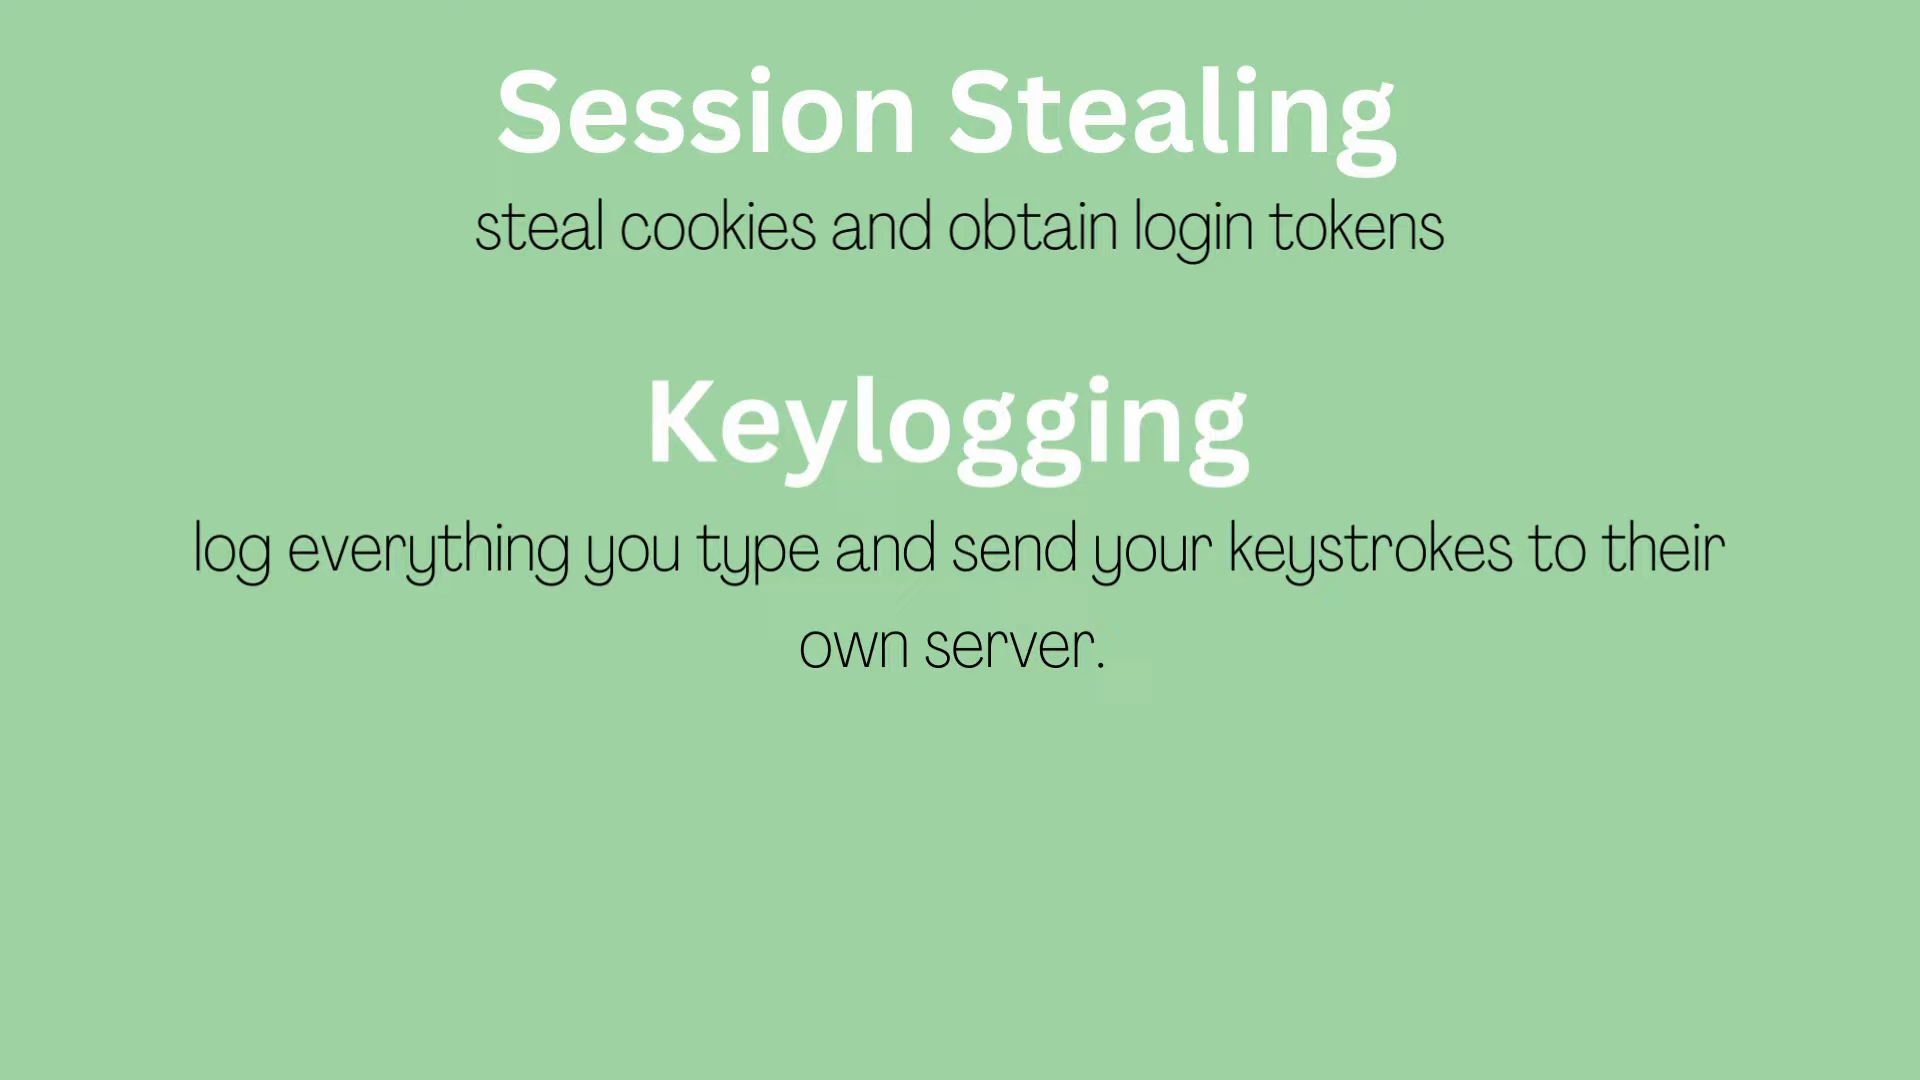 Session Stealing
steal cookies and obtain login tokens
Keylogging
log everything you type and send your keystrokes to their
own server.